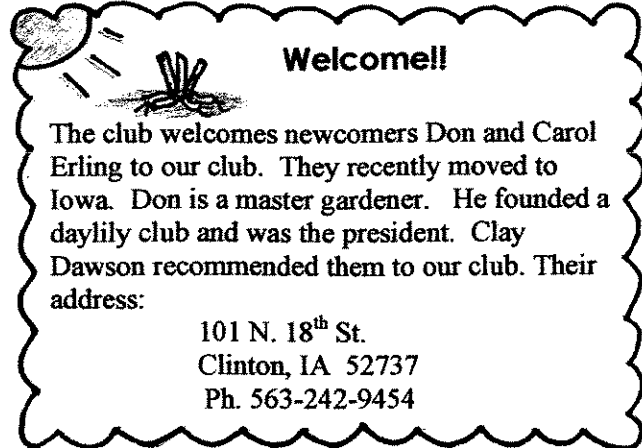 Welcome!!
The club welcomes newcomers Don and Carol
Erling to our club. They recently moved to
Iowa. Don is a master gardener. He founded a
daylily club and was the president. Clay
Dawson recommended them to our club. Their
address:
101 N. 18th St.
Clinton, IA 52737
Ph. 563-242-9454